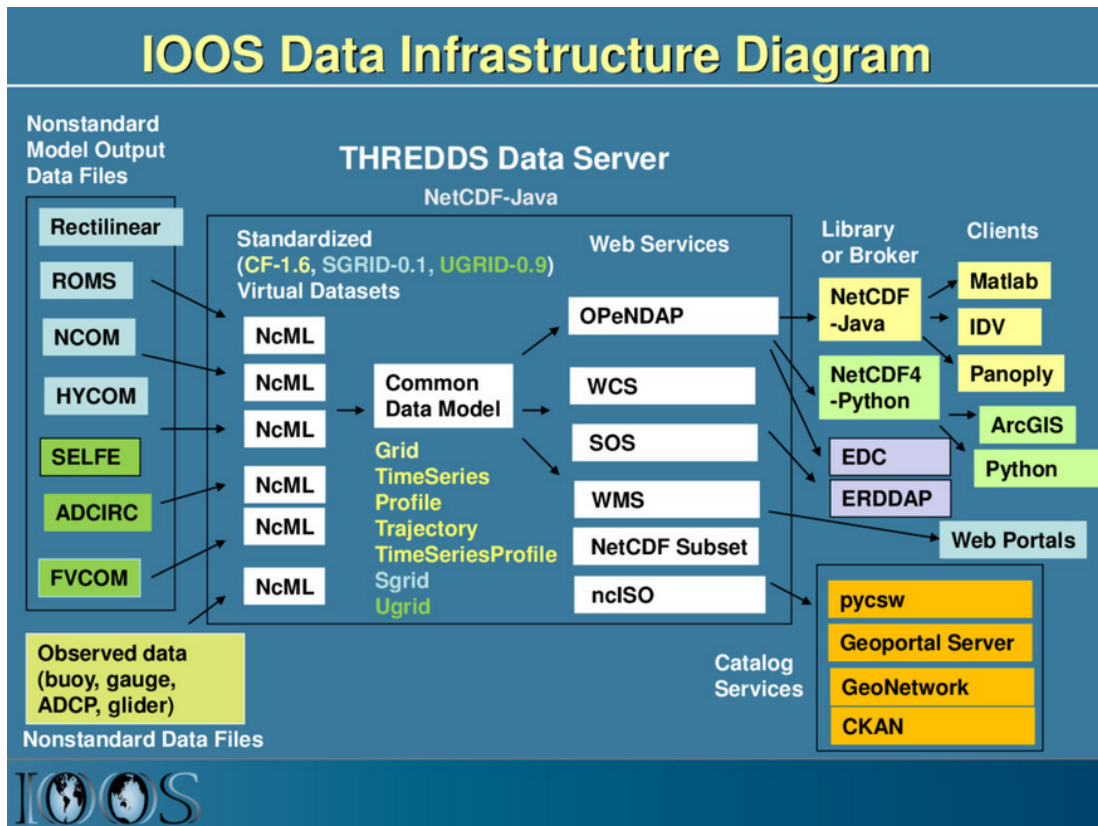 IOOS Data Infrastructure Diagram
Nonstandard
Model Output
Data Files
Rectilinear
ROMS
NCOM
HYCOM
SELFE
ADCIRC
FVCOM
Observed data
(buoy, gauge,
ADCP, glider)
Nonstandard Data Files
THREDDS Data Server
NetCDF-Java
Standardized
(CF-1.6, SGRID-0.1, UGRID-0.9)
Virtual Datasets
NcML
NcML
NcML
NcML
NcML
NcML
Common
Data Model
Grid
TimeSeries
Profile
Trajectory
TimeSeriesProfile
Sgrid
Ugrid
Web Services
OPeNDAP
WCS
SOS
WMS
NetCDF Subset
ncISO
Library
or Broker
NetCDF
-Java
NetCDF4
-Python
EDC
ERDDAP
Clients
Matlab
IDV
Panoply
ArcGIS
Python
Web Portals
Catalog
Services
pycsw
Geoportal Server
GeoNetwork
CKAN
IOOS